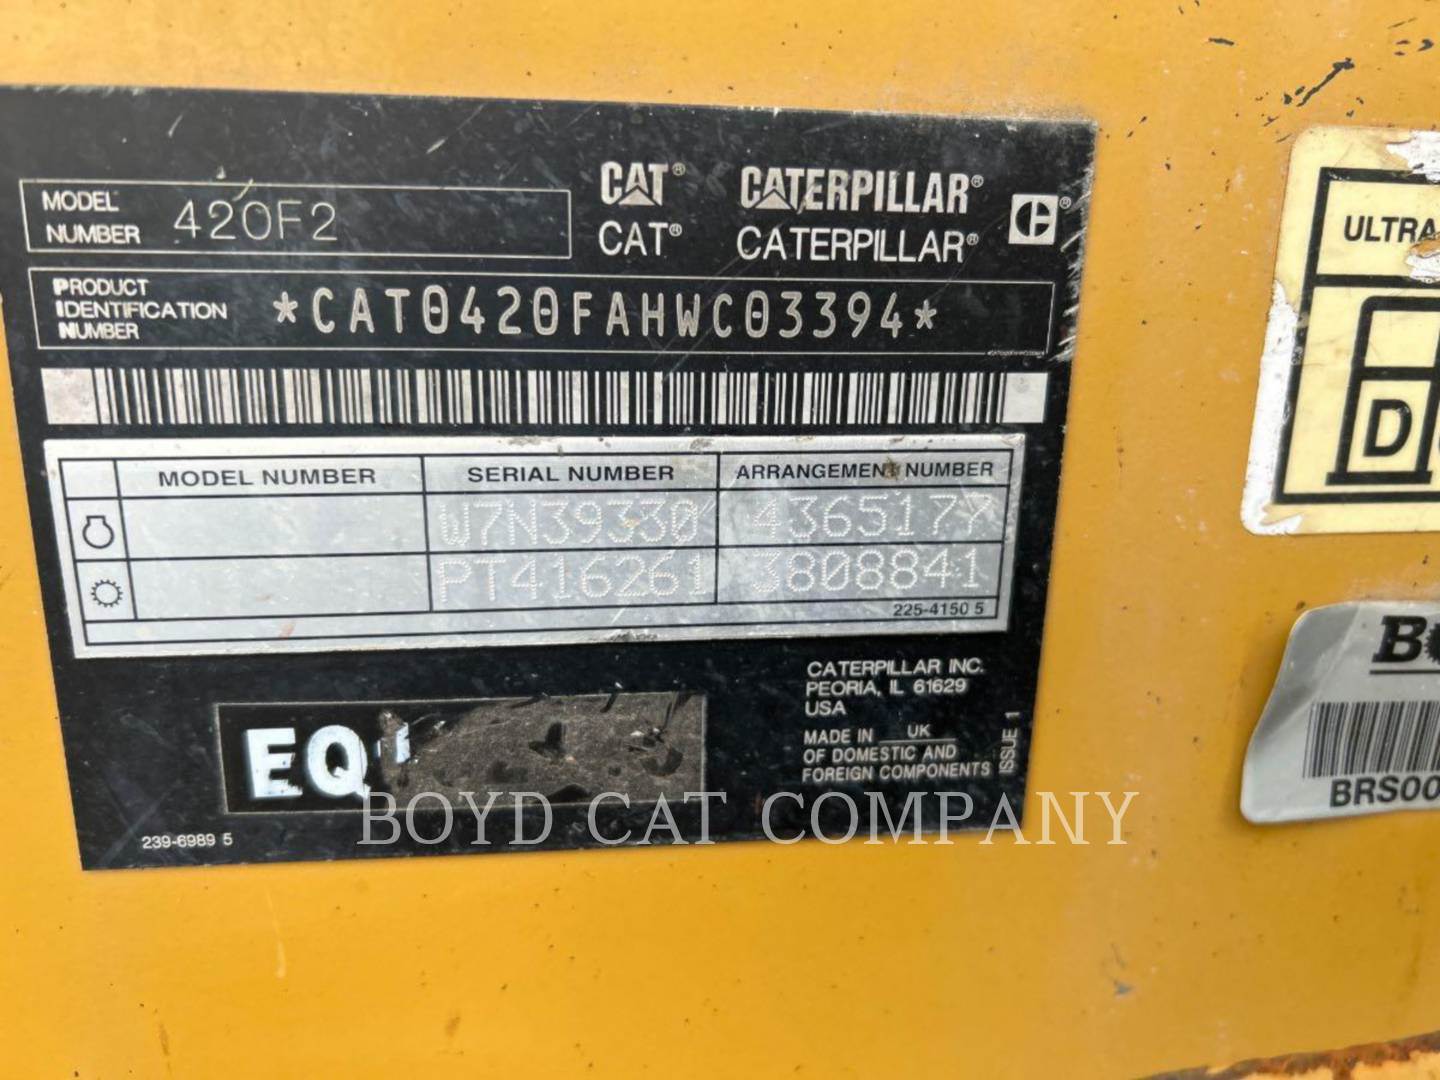 MODEL NUMBER 420F2
CAT® CATERPILLAR®
CAT® CATERPILLAR®
PRODUCT
IDENTIFICATION
NUMBER
*CAT0420FAHWC03394*
MODEL NUMBER SERIAL NUMBER ARRANGEMENT NUMBER
W7N39330 4365177
PT416261 3808841
225-4150 5
CATERPILLAR INC.
PEORIA, IL 61629
USA
MADE IN UK
OF DOMESTIC AND
FOREIGN COMPONENTS
ISSUE 1
EQ
239-6989 5
BOYD CAT COMPANY
ULTRA
D
BRS00